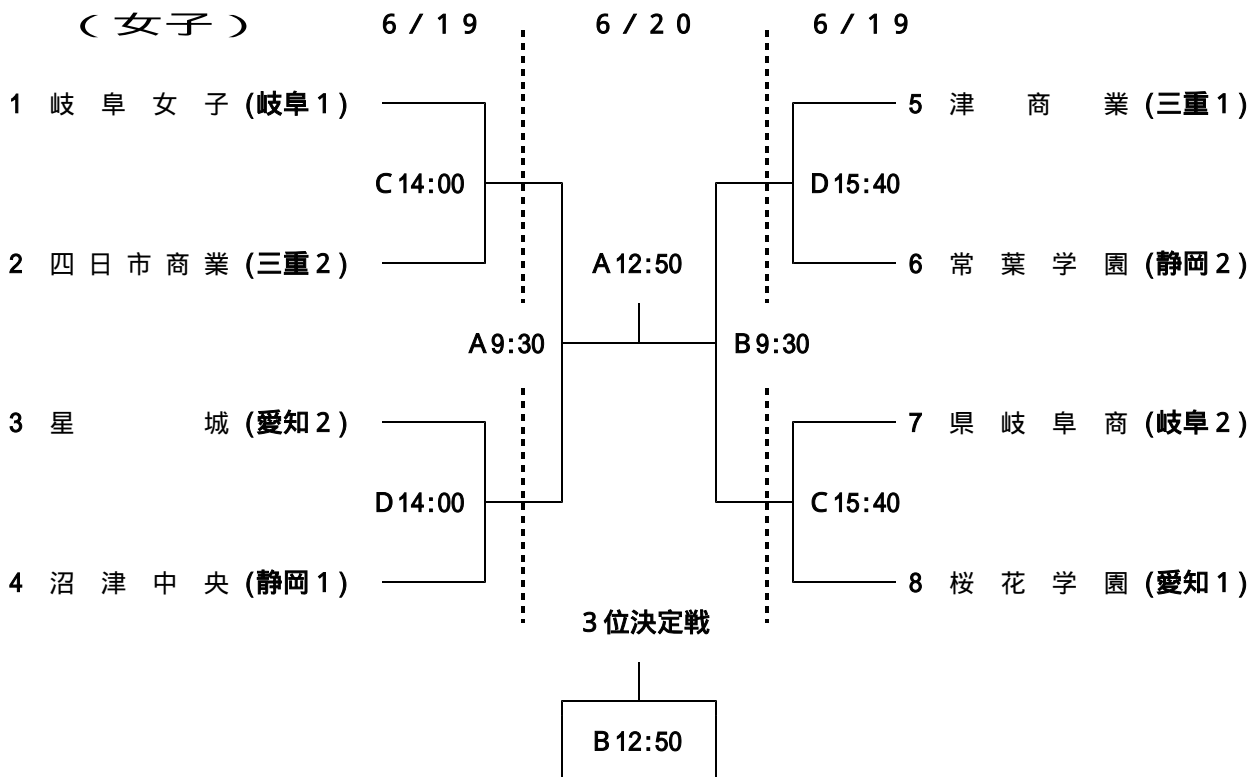 (女子) 6/19 6/20 6/19
1 岐阜女子 (岐阜1) 5 津商業 (三重1)
C14:00 D15:40
2 四日市商業 (三重2) A12:50 6 常葉学園 (静岡2)
A9:30 B9:30
3 星城 (愛知2) 7 県岐阜商 (岐阜2)
D14:00 C15:40
4 沼津中央 (静岡1) 8 桜花学園 (愛知1)
3位決定戦
B12:50